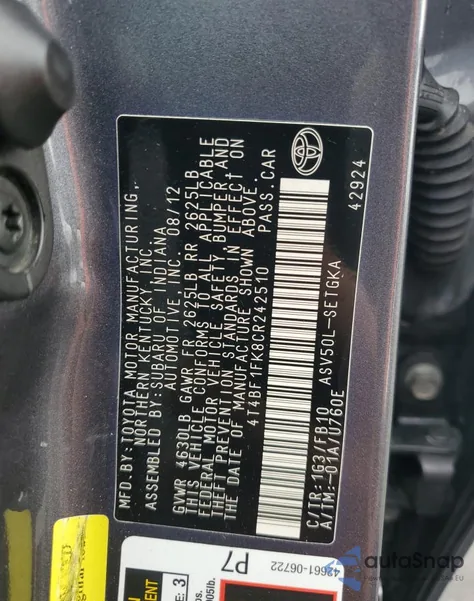 MFD. BY: TOYOTA MOTOR MANUFACTURING,
NORTHERN KENTUCKY, INC.
ASSEMBLED BY: SUBARU OF INDIANA
AUTOMOTIVE, INC. 08/12
GVWR 4630LB GAWR FR 2625LB RR 2625LB
THIS VEHICLE CONFORMS TO ALL APPLICABLE
FEDERAL MOTOR VEHICLE SAFETY, BUMPER AND
THEFT PREVENTION STANDARDS IN EFFECT ON
THE DATE OF MANUFACTURE SHOWN ABOVE.
4T4BF1FK8CR242510 PASS. CAR
C/TR:1G3/FB10 ASV50L-SETGKA
A/TM:-01A/U760E
42924
42661-06722
P7
E: 3
autoSnap